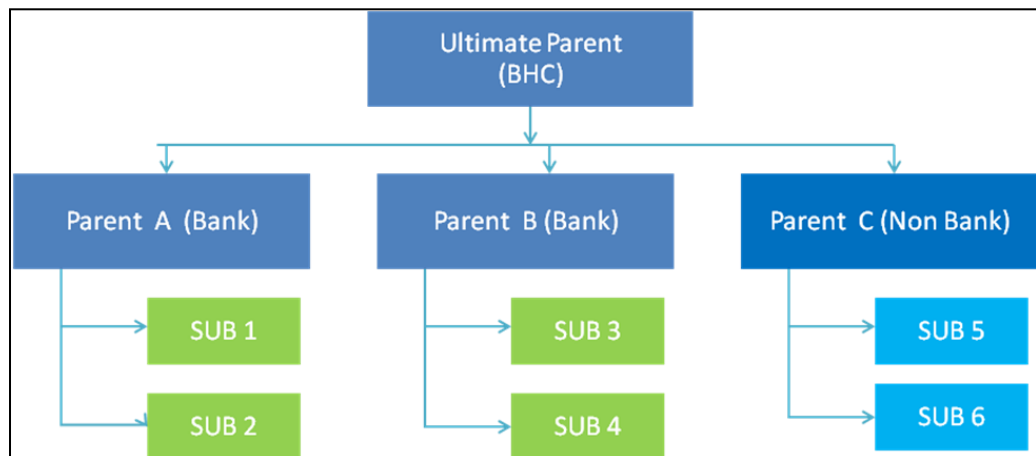 Ultimate Parent
(BHC)
Parent A (Bank)
Parent B (Bank)
Parent C (Non Bank)
SUB 1
SUB 3
SUB 5
SUB 2
SUB 4
SUB 6